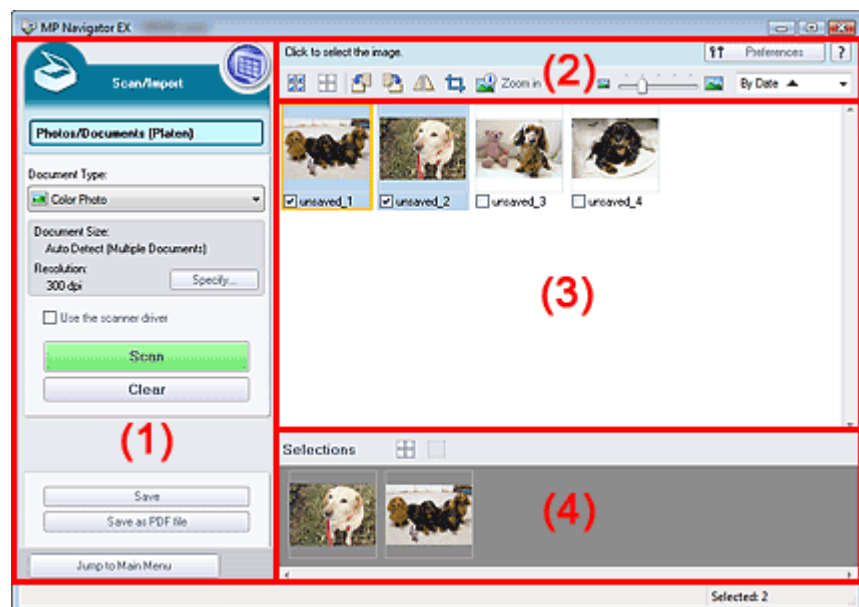 MP Navigator EX
Scan/Import
Photos/Documents (Platen)
Document Type:
Color Photo
Document Size:
Auto Detect (Multiple Documents)
Resolution:
300 dpi
Specify...
Use the scanner driver
Scan
Clear
(1)
Save
Save as PDF file
Jump to Main Menu
Click to select the image.
Preferences
?
Zoom in
(2)
By Date
unsaved_1
unsaved_2
unsaved_3
unsaved_4
(3)
Selections
(4)
Selected: 2